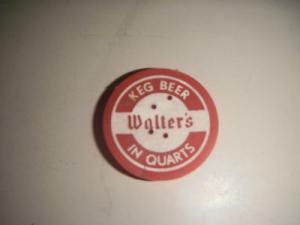 KEG BEER
Walter's
IN QUARTS